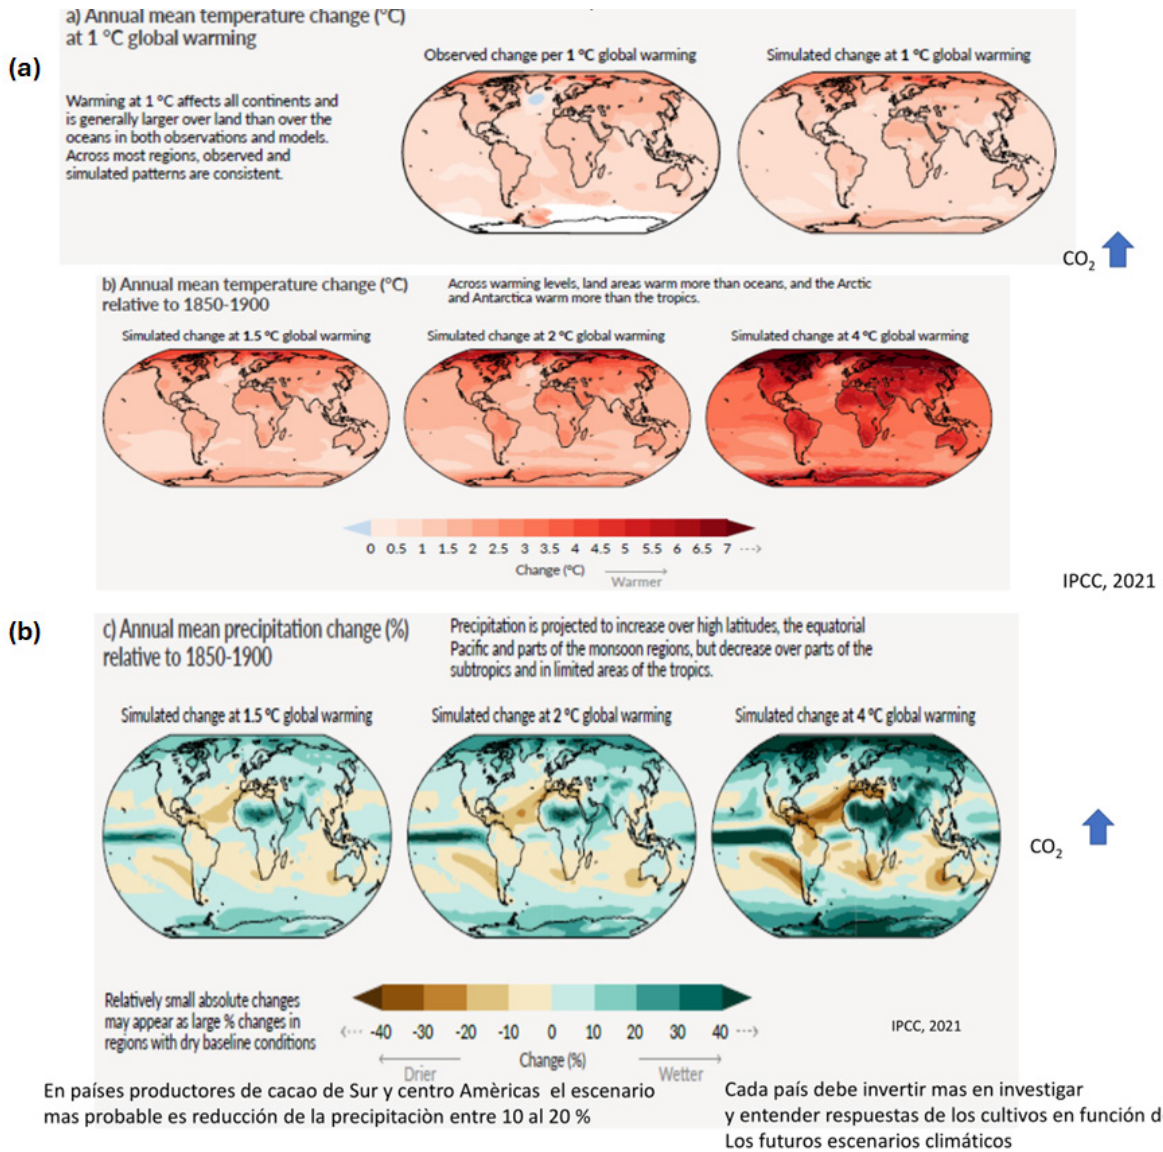 a) Annual mean temperature change (°C)
at 1 °C global warming
(a)
Observed change per 1 °C global warming
Simulated change at 1 °C global warming
Warming at 1 °C affects all continents and
is generally larger over land than over the
oceans in both observations and models.
Across most regions, observed and
simulated patterns are consistent.
CO2
b) Annual mean temperature change (°C)
relative to 1850-1900
Across warming levels, land areas warm more than oceans, and the Arctic
and Antarctica warm more than the tropics.
Simulated change at 1.5 °C global warming
Simulated change at 2 °C global warming
Simulated change at 4 °C global warming
0 0.5 1 1.5 2 2.5 3 3.5 4 4.5 5 5.5 6 6.5 7
Change (°C)
Warmer
IPCC, 2021
(b)
c) Annual mean precipitation change (%)
relative to 1850-1900
Precipitation is projected to increase over high latitudes, the equatorial
Pacific and parts of the monsoon regions, but decrease over parts of the
subtropics and in limited areas of the tropics.
Simulated change at 1.5 °C global warming
Simulated change at 2 °C global warming
Simulated change at 4 °C global warming
CO2
Relatively small absolute changes
may appear as large % changes in
regions with dry baseline conditions
-40 -30 -20 -10 0 10 20 30 40
Change (%)
Drier
Wetter
IPCC, 2021
En países productores de cacao de Sur y centro Amèricas el escenario
mas probable es reducción de la precipitaciòn entre 10 al 20 %
Cada país debe invertir mas en investigar
y entender respuestas de los cultivos en función d
Los futuros escenarios climáticos